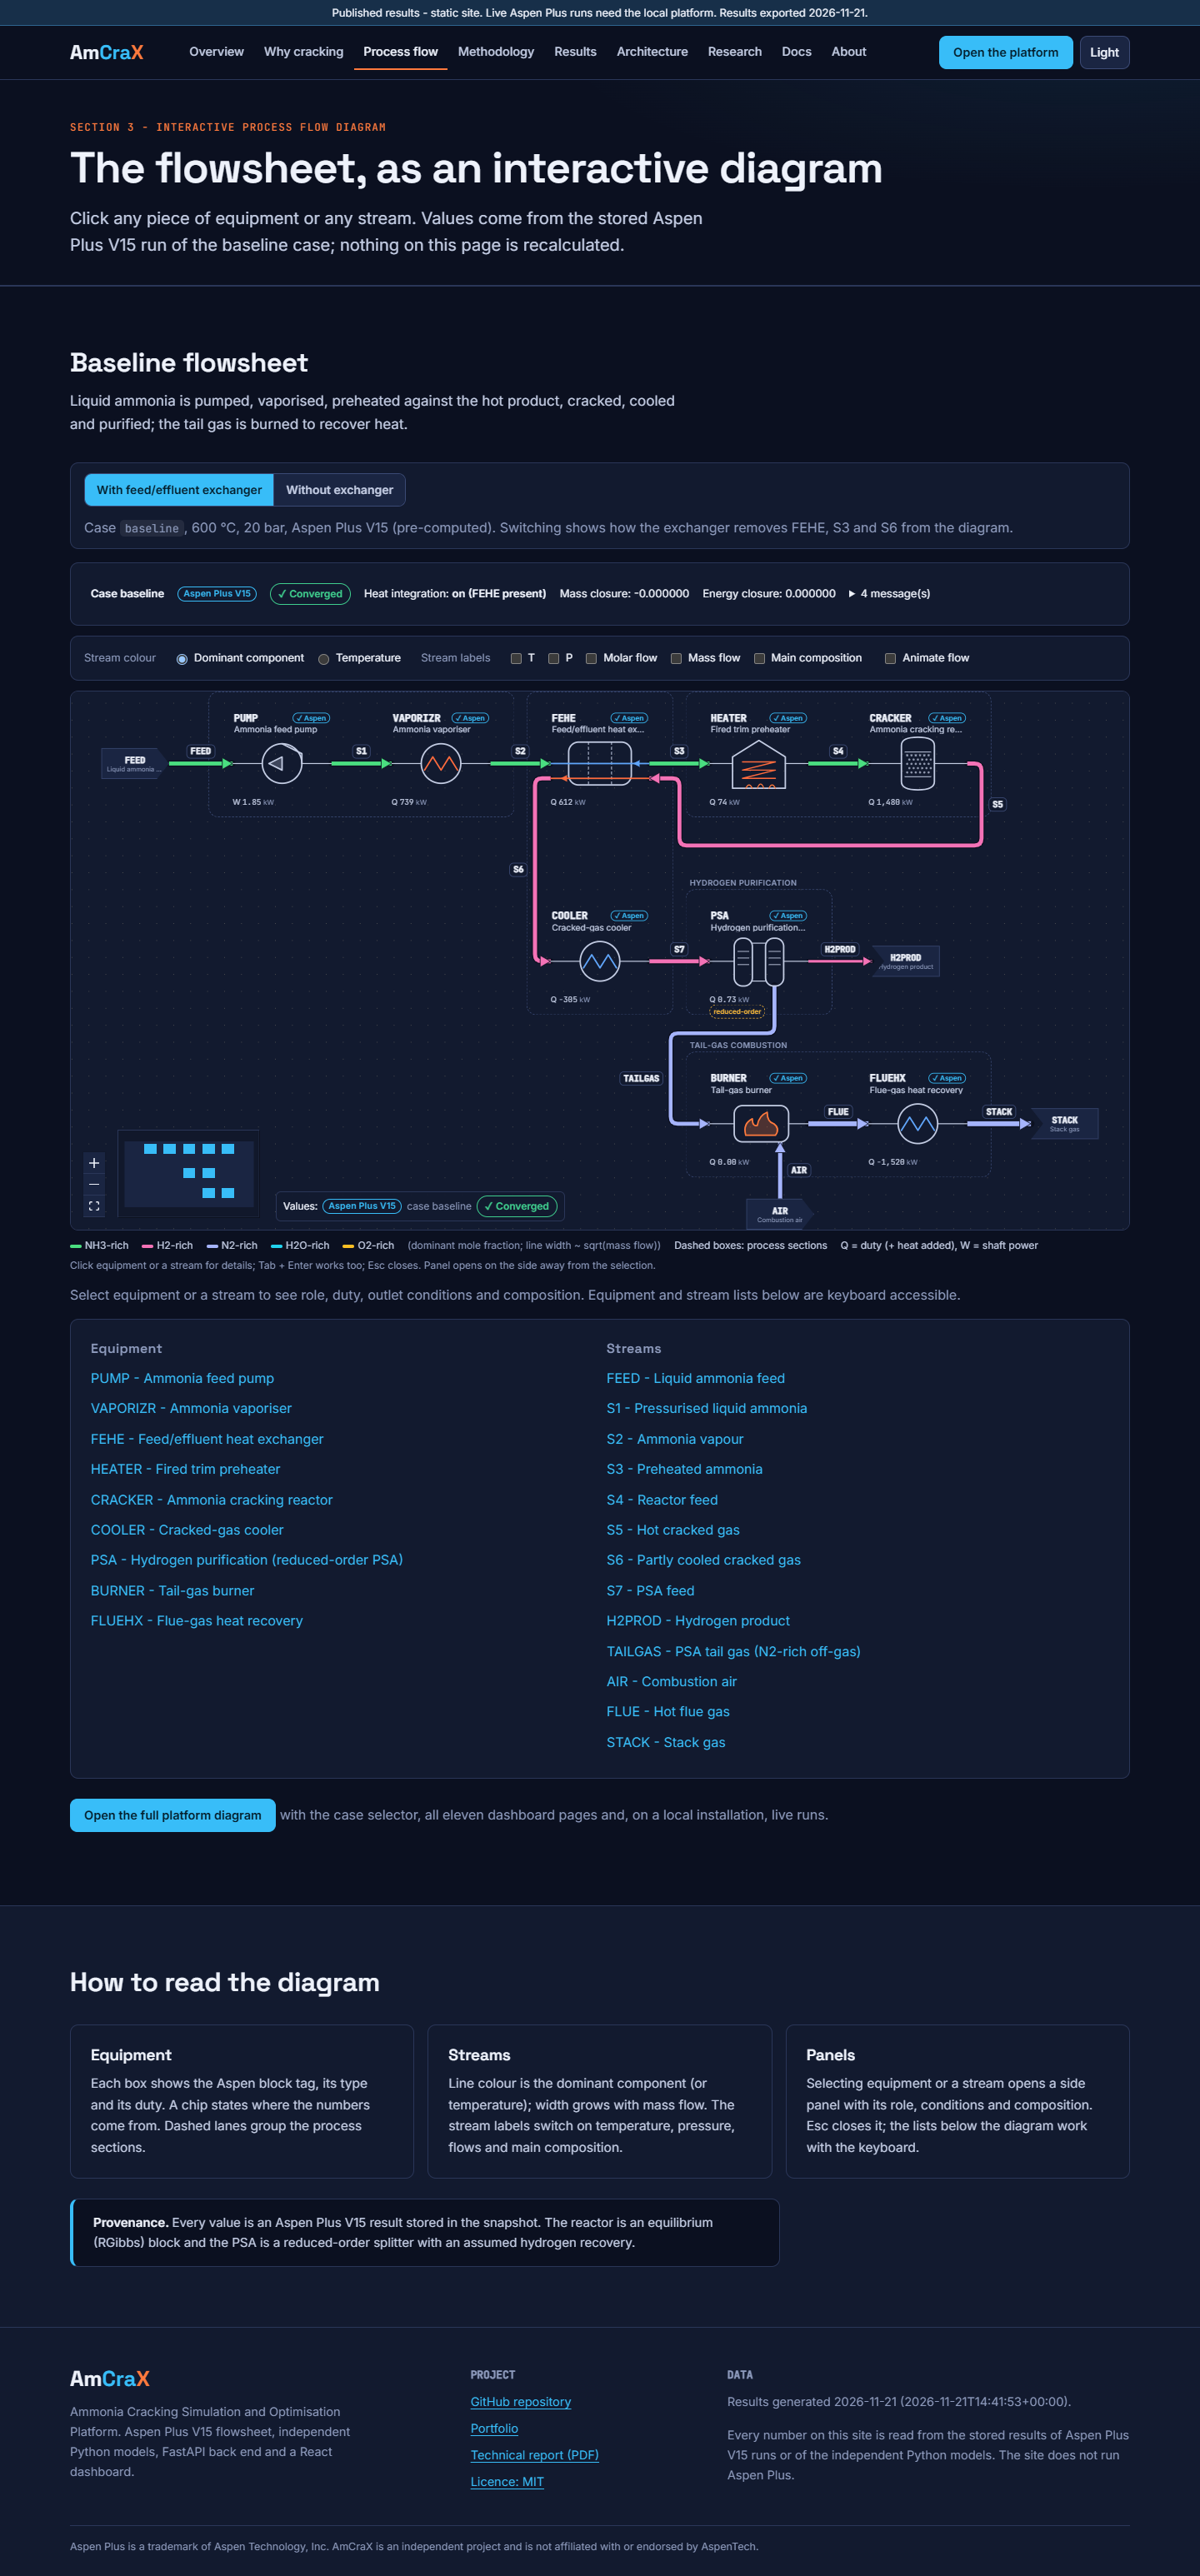 Published results - static site. Live Aspen Plus runs need the local platform. Results exported 2026-11-21.
AmCraX
Overview
Why cracking
Process flow
Methodology
Results
Architecture
Research
Docs
About
Open the platform
Light
SECTION 3 - INTERACTIVE PROCESS FLOW DIAGRAM
The flowsheet, as an interactive diagram
Click any piece of equipment or any stream. Values come from the stored Aspen
Plus V15 run of the baseline case; nothing on this page is recalculated.
Baseline flowsheet
Liquid ammonia is pumped, vaporised, preheated against the hot product, cracked, cooled
and purified; the tail gas is burned to recover heat.
With feed/effluent exchanger
Without exchanger
Case baseline, 600 °C, 20 bar, Aspen Plus V15 (pre-computed). Switching shows how the exchanger removes FEHE, S3 and S6 from the diagram.
Case baseline
Aspen Plus V15
✓ Converged
Heat integration: on (FEHE present)
Mass closure: -0.000000
Energy closure: 0.000000
4 message(s)
Stream colour
Dominant component
Temperature
Stream labels
T
P
Molar flow
Mass flow
Main composition
Animate flow
PUMP
✓ Aspen
Ammonia feed pump
VAPORIZR
✓ Aspen
Ammonia vaporiser
FEHE
✓ Aspen
Feed/effluent heat ex...
HEATER
✓ Aspen
Fired trim preheater
CRACKER
✓ Aspen
Ammonia cracking re...
FEED
Liquid ammonia ...
FEED
S1
S2
S3
S4
S5
W 1.85 kW
Q 739 kW
Q 612 kW
Q 74 kW
Q 1,480 kW
S6
HYDROGEN PURIFICATION
COOLER
✓ Aspen
Cracked-gas cooler
PSA
✓ Aspen
Hydrogen purification...
S7
H2PROD
H2PROD
Hydrogen product
Q -305 kW
Q 0.73 kW
reduced-order
TAIL-GAS COMBUSTION
TAILGAS
BURNER
✓ Aspen
Tail-gas burner
FLUEHX
✓ Aspen
Flue-gas heat recovery
FLUE
STACK
STACK
Stack gas
Q 0.00 kW
Q -1,520 kW
AIR
AIR
Combustion air
Values:
Aspen Plus V15
case baseline
✓ Converged
NH3-rich
H2-rich
N2-rich
H2O-rich
O2-rich
(dominant mole fraction; line width ~ sqrt(mass flow))
Dashed boxes: process sections
Q = duty (+ heat added), W = shaft power
Click equipment or a stream for details; Tab + Enter works too; Esc closes. Panel opens on the side away from the selection.
Select equipment or a stream to see role, duty, outlet conditions and composition. Equipment and stream lists below are keyboard accessible.
Equipment
PUMP - Ammonia feed pump
VAPORIZR - Ammonia vaporiser
FEHE - Feed/effluent heat exchanger
HEATER - Fired trim preheater
CRACKER - Ammonia cracking reactor
COOLER - Cracked-gas cooler
PSA - Hydrogen purification (reduced-order PSA)
BURNER - Tail-gas burner
FLUEHX - Flue-gas heat recovery
Streams
FEED - Liquid ammonia feed
S1 - Pressurised liquid ammonia
S2 - Ammonia vapour
S3 - Preheated ammonia
S4 - Reactor feed
S5 - Hot cracked gas
S6 - Partly cooled cracked gas
S7 - PSA feed
H2PROD - Hydrogen product
TAILGAS - PSA tail gas (N2-rich off-gas)
AIR - Combustion air
FLUE - Hot flue gas
STACK - Stack gas
Open the full platform diagram with the case selector, all eleven dashboard pages and, on a local installation, live runs.
How to read the diagram
Equipment
Each box shows the Aspen block tag, its type
and its duty. A chip states where the numbers
come from. Dashed lanes group the process
sections.
Streams
Line colour is the dominant component (or
temperature); width grows with mass flow. The
stream labels switch on temperature, pressure,
flows and main composition.
Panels
Selecting equipment or a stream opens a side
panel with its role, conditions and composition.
Esc closes it; the lists below the diagram work
with the keyboard.
Provenance. Every value is an Aspen Plus V15 result stored in the snapshot. The reactor is an equilibrium
(RGibbs) block and the PSA is a reduced-order splitter with an assumed hydrogen recovery.
AmCraX
Ammonia Cracking Simulation and Optimisation
Platform. Aspen Plus V15 flowsheet, independent
Python models, FastAPI back end and a React
dashboard.
PROJECT
GitHub repository
Portfolio
Technical report (PDF)
Licence: MIT
DATA
Results generated 2026-11-21 (2026-11-21T14:41:53+00:00).
Every number on this site is read from the stored results of Aspen Plus
V15 runs or of the independent Python models. The site does not run
Aspen Plus.
Aspen Plus is a trademark of Aspen Technology, Inc. AmCraX is an independent project and is not affiliated with or endorsed by AspenTech.